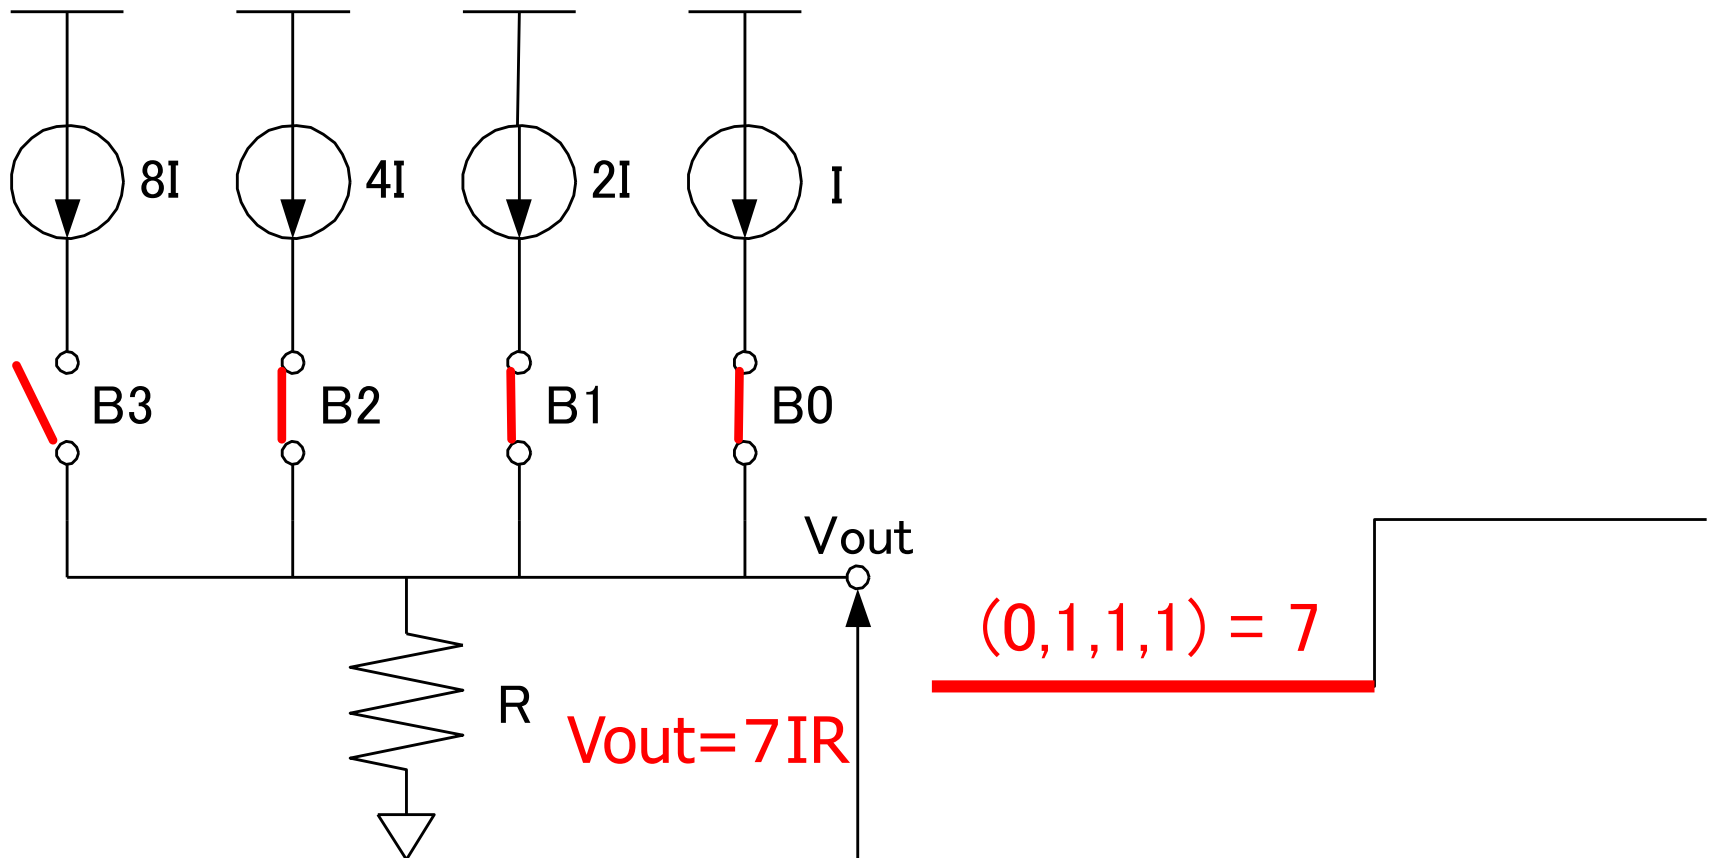 8I
4I
2I
I
B3
B2
B1
B0
Vout
(0,1,1,1) = 7
R
Vout=7IR